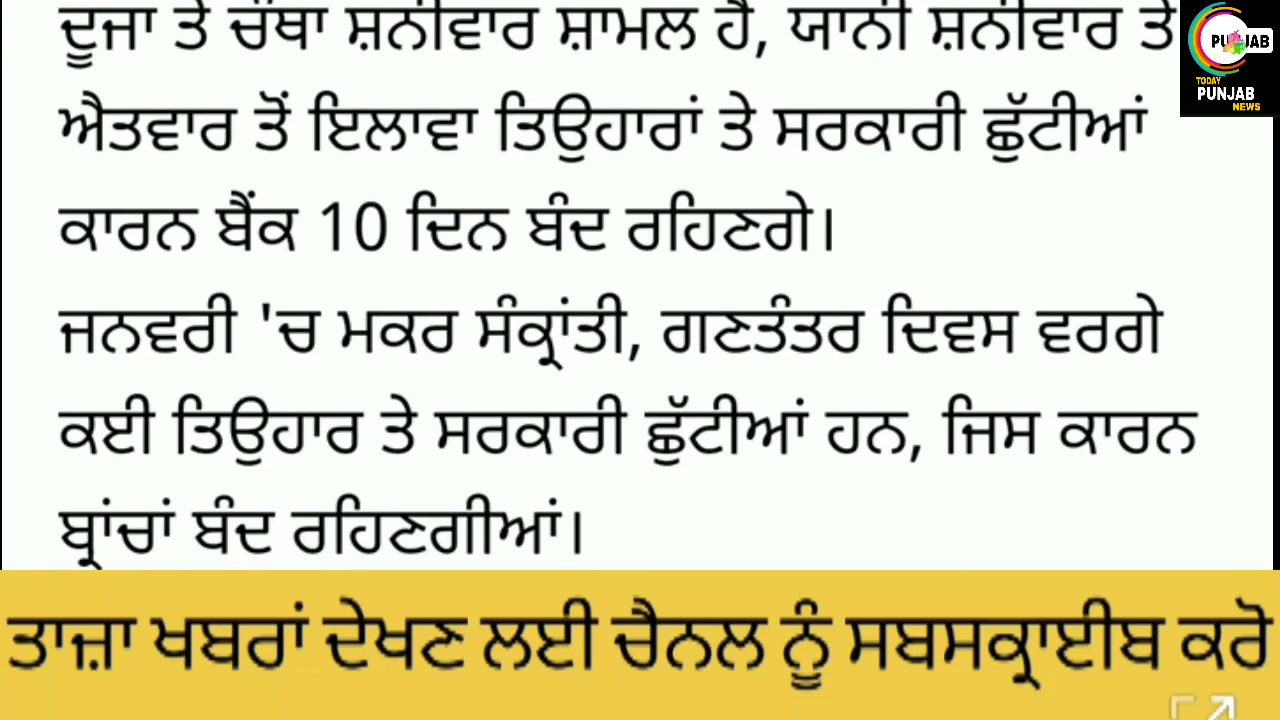 ਦੂਜਾ ਤੇ ਚੌਥਾ ਸ਼ਨੀਵਾਰ ਸ਼ਾਮਲ ਹੈ, ਯਾਨੀ ਸ਼ਨੀਵਾਰ ਤੇ
ਐਤਵਾਰ ਤੋਂ ਇਲਾਵਾ ਤਿਉਹਾਰਾਂ ਤੇ ਸਰਕਾਰੀ ਛੁੱਟੀਆਂ
ਕਾਰਨ ਬੈਂਕ 10 ਦਿਨ ਬੰਦ ਰਹਿਣਗੇ।
ਜਨਵਰੀ 'ਚ ਮਕਰ ਸੰਕ੍ਰਾਂਤੀ, ਗਣਤੰਤਰ ਦਿਵਸ ਵਰਗੇ
ਕਈ ਤਿਉਹਾਰ ਤੇ ਸਰਕਾਰੀ ਛੁੱਟੀਆਂ ਹਨ, ਜਿਸ ਕਾਰਨ
ਬ੍ਰਾਂਚਾਂ ਬੰਦ ਰਹਿਣਗੀਆਂ।
ਤਾਜ਼ਾ ਖਬਰਾਂ ਦੇਖਣ ਲਈ ਚੈਨਲ ਨੂੰ ਸਬਸਕ੍ਰਾਈਬ ਕਰੋ
PUNJAB
TODAY
PUNJAB
NEWS